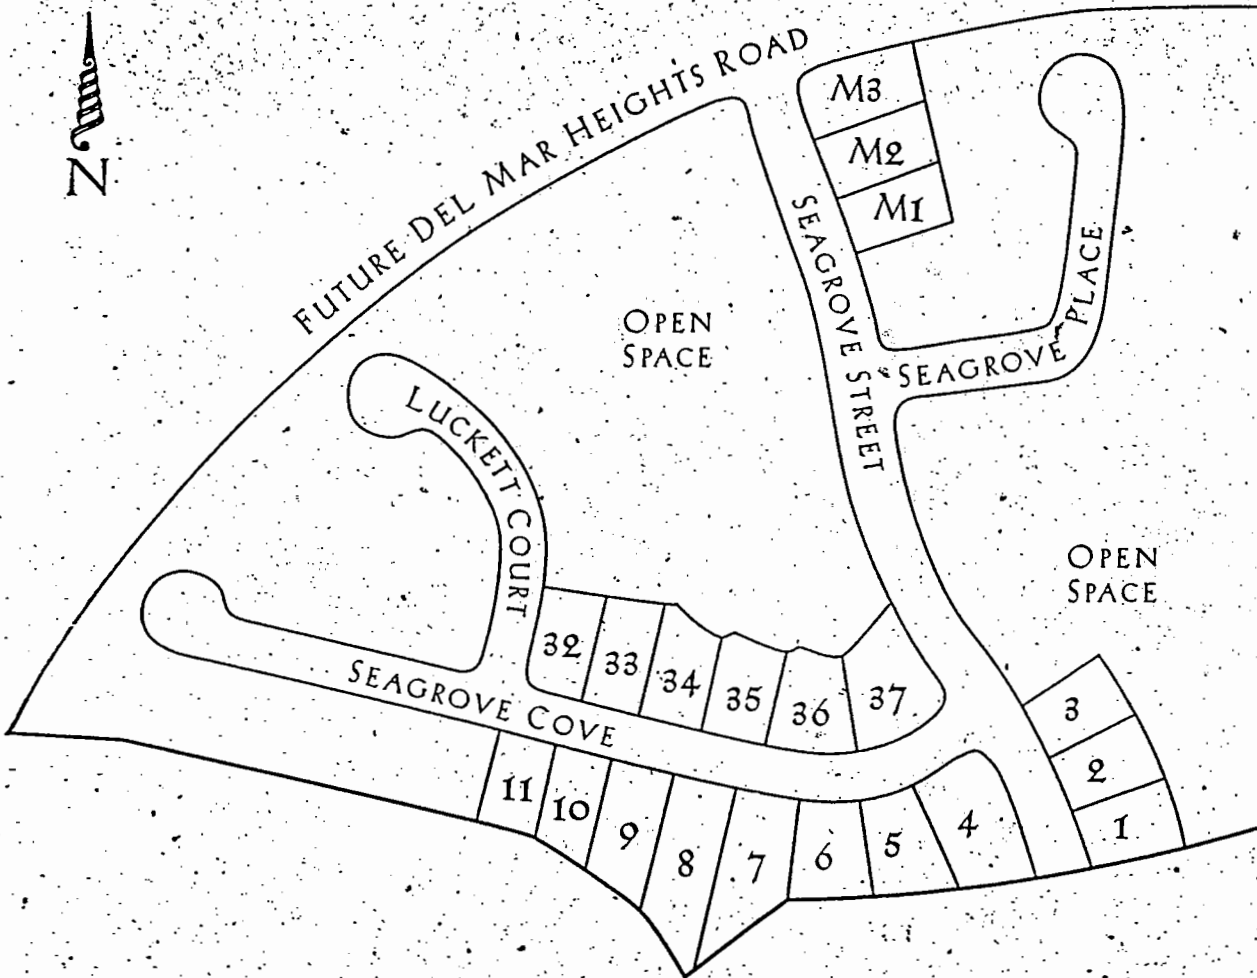 N
FUTURE DEL MAR HEIGHTS ROAD
M3
M2
M1
SEAGROVE STREET
SEAGROVE PLACE
OPEN
SPACE
LUCKETT COURT
OPEN
SPACE
SEAGROVE COVE
32
33
34
35
36
37
3
2
1
11
10
9
8
7
6
5
4